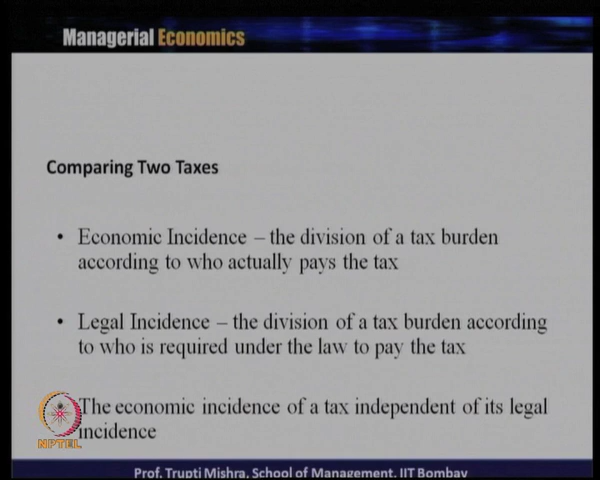 Managerial Economics
Comparing Two Taxes
• Economic Incidence – the division of a tax burden
according to who actually pays the tax
• Legal Incidence – the division of a tax burden according
to who is required under the law to pay the tax
The economic incidence of a tax independent of its legal
incidence
NPTEL
Prof. Trupti Mishra, School of Management, IIT Bombay